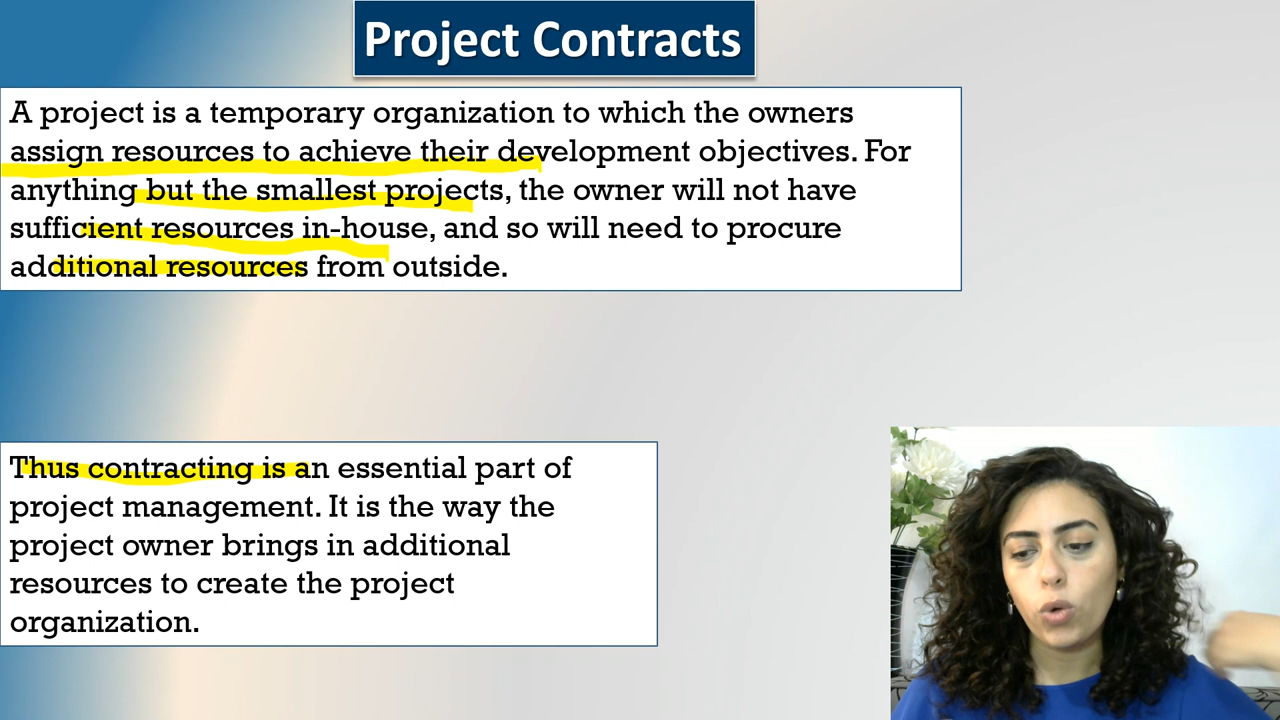 Project Contracts
A project is a temporary organization to which the owners
assign resources to achieve their development objectives. For
anything but the smallest projects, the owner will not have
sufficient resources in-house, and so will need to procure
additional resources from outside.
Thus contracting is an essential part of
project management. It is the way the
project owner brings in additional
resources to create the project
organization.